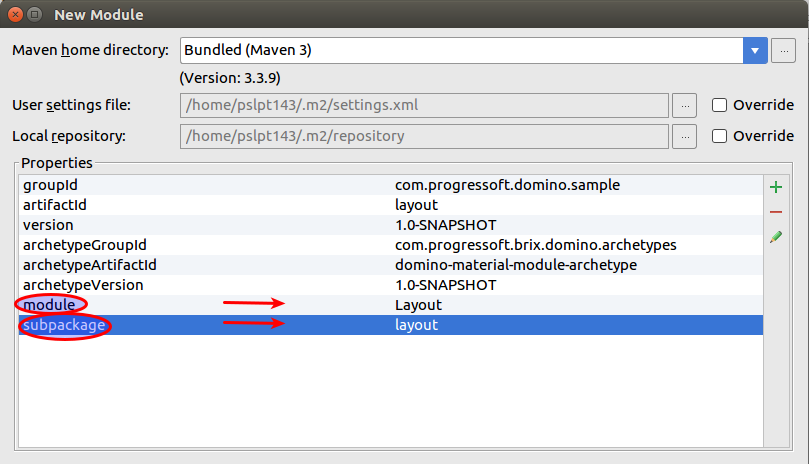 New Module
Maven home directory: Bundled (Maven 3) ...
(Version: 3.3.9)
User settings file: /home/pslpt143/.m2/settings.xml ... Override
Local repository: /home/pslpt143/.m2/repository ... Override
Properties
groupId com.progressoft.domino.sample
artifactId layout
version 1.0-SNAPSHOT
archetypeGroupId com.progressoft.brix.domino.archetypes
archetypeArtifactId domino-material-module-archetype
archetypeVersion 1.0-SNAPSHOT
module Layout
subpackage layout